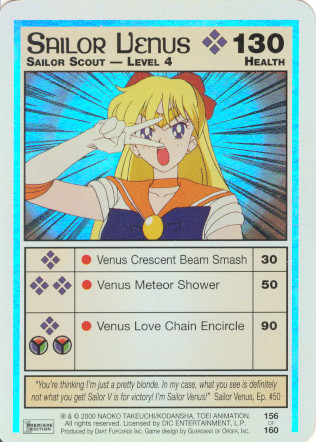 SAILOR VENUS 130
SAILOR SCOUT — LEVEL 4 HEALTH
Venus Crescent Beam Smash 30
Venus Meteor Shower 50
Venus Love Chain Encircle 90
"You're thinking I'm just a pretty blonde. In my case, what you see is definitely
not what you get! Sailor V is for victory! I'm Sailor Venus!" Sailor Venus, Ep. #50
PREMIERE
EDITION
® & © 2000 NAOKO TAKEUCHI/KODANSHA, TOEI ANIMATION.
All rights reserved. Licensed by DIC ENTERTAINMENT, L.P.
Produced by DART FLIPCARDS INC. Game design by GUARDIANS OF ORDER, INC.
156
OF
160